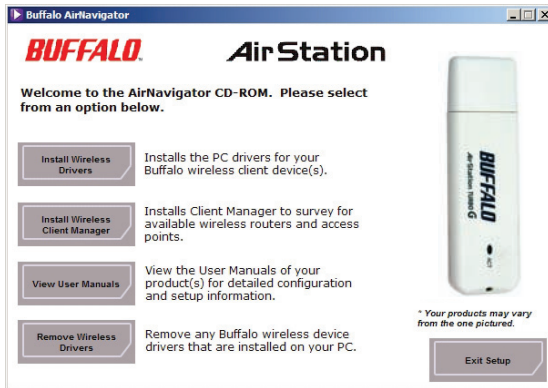 Buffalo AirNavigator
BUFFALO
AirStation
Welcome to the AirNavigator CD-ROM. Please select
from an option below.
Install Wireless
Drivers
Installs the PC drivers for your
Buffalo wireless client device(s).
Install Wireless
Client Manager
Installs Client Manager to survey for
available wireless routers and access
points.
View User Manuals
View the User Manuals of your
product(s) for detailed configuration
and setup information.
Remove Wireless
Drivers
Remove any Buffalo wireless device
drivers that are installed on your PC.
BUFFALO
AirStation TURBO G
ACT
* Your products may vary
from the one pictured.
Exit Setup